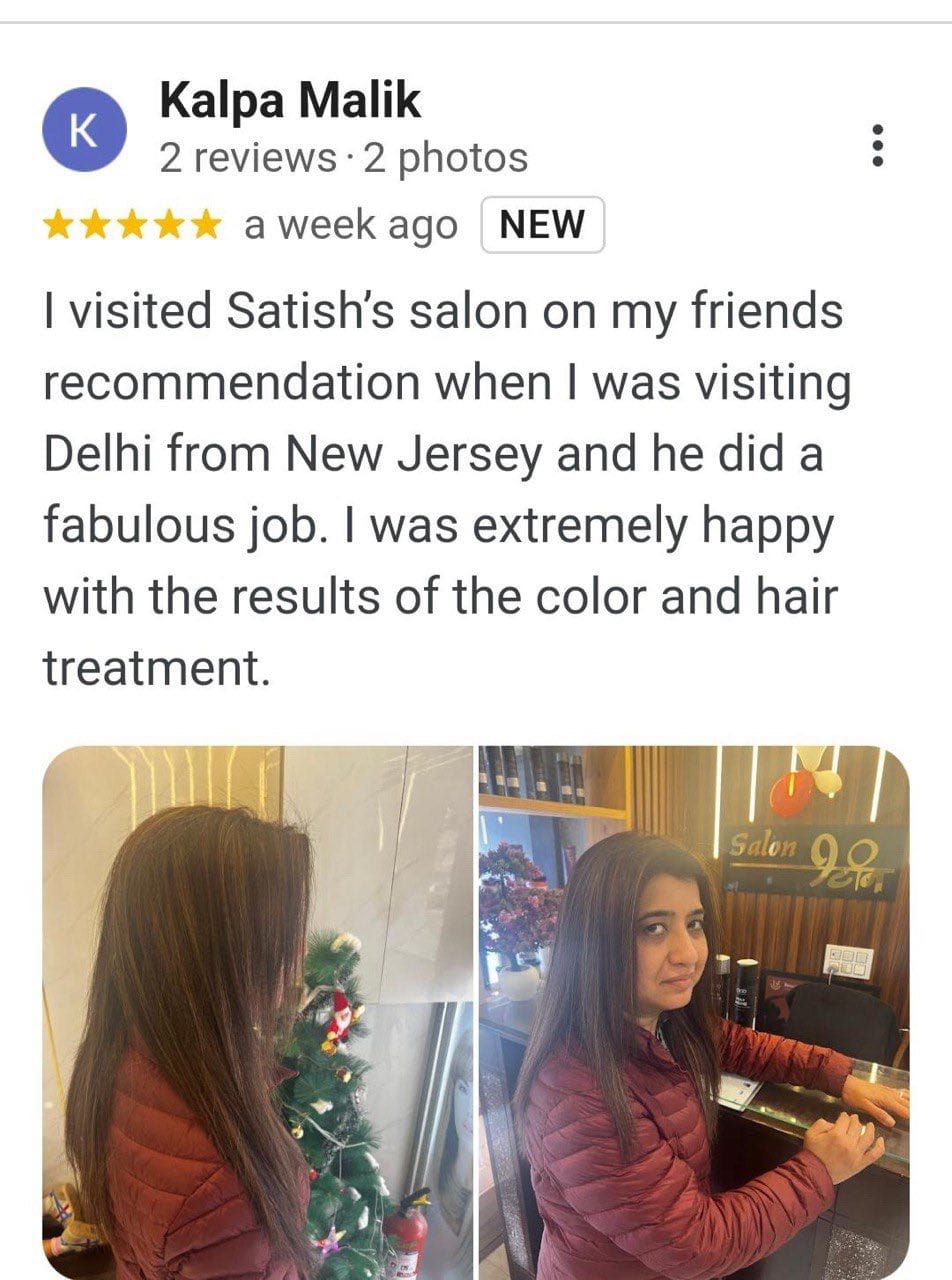 K
Kalpa Malik
2 reviews · 2 photos
a week ago NEW
I visited Satish’s salon on my friends
recommendation when I was visiting
Delhi from New Jersey and he did a
fabulous job. I was extremely happy
with the results of the color and hair
treatment.
Salon